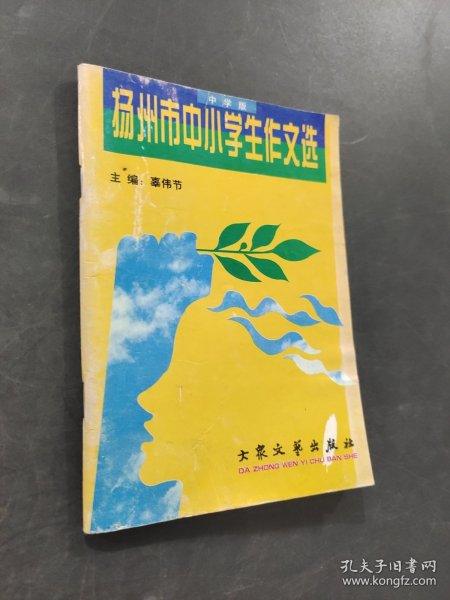 中学版
扬州市中小学生作文选
主编：辜伟节
大众文艺出版社
DA ZHONG WEN YI CHU BAN SHE
孔夫子旧书网
www.kongfz.com